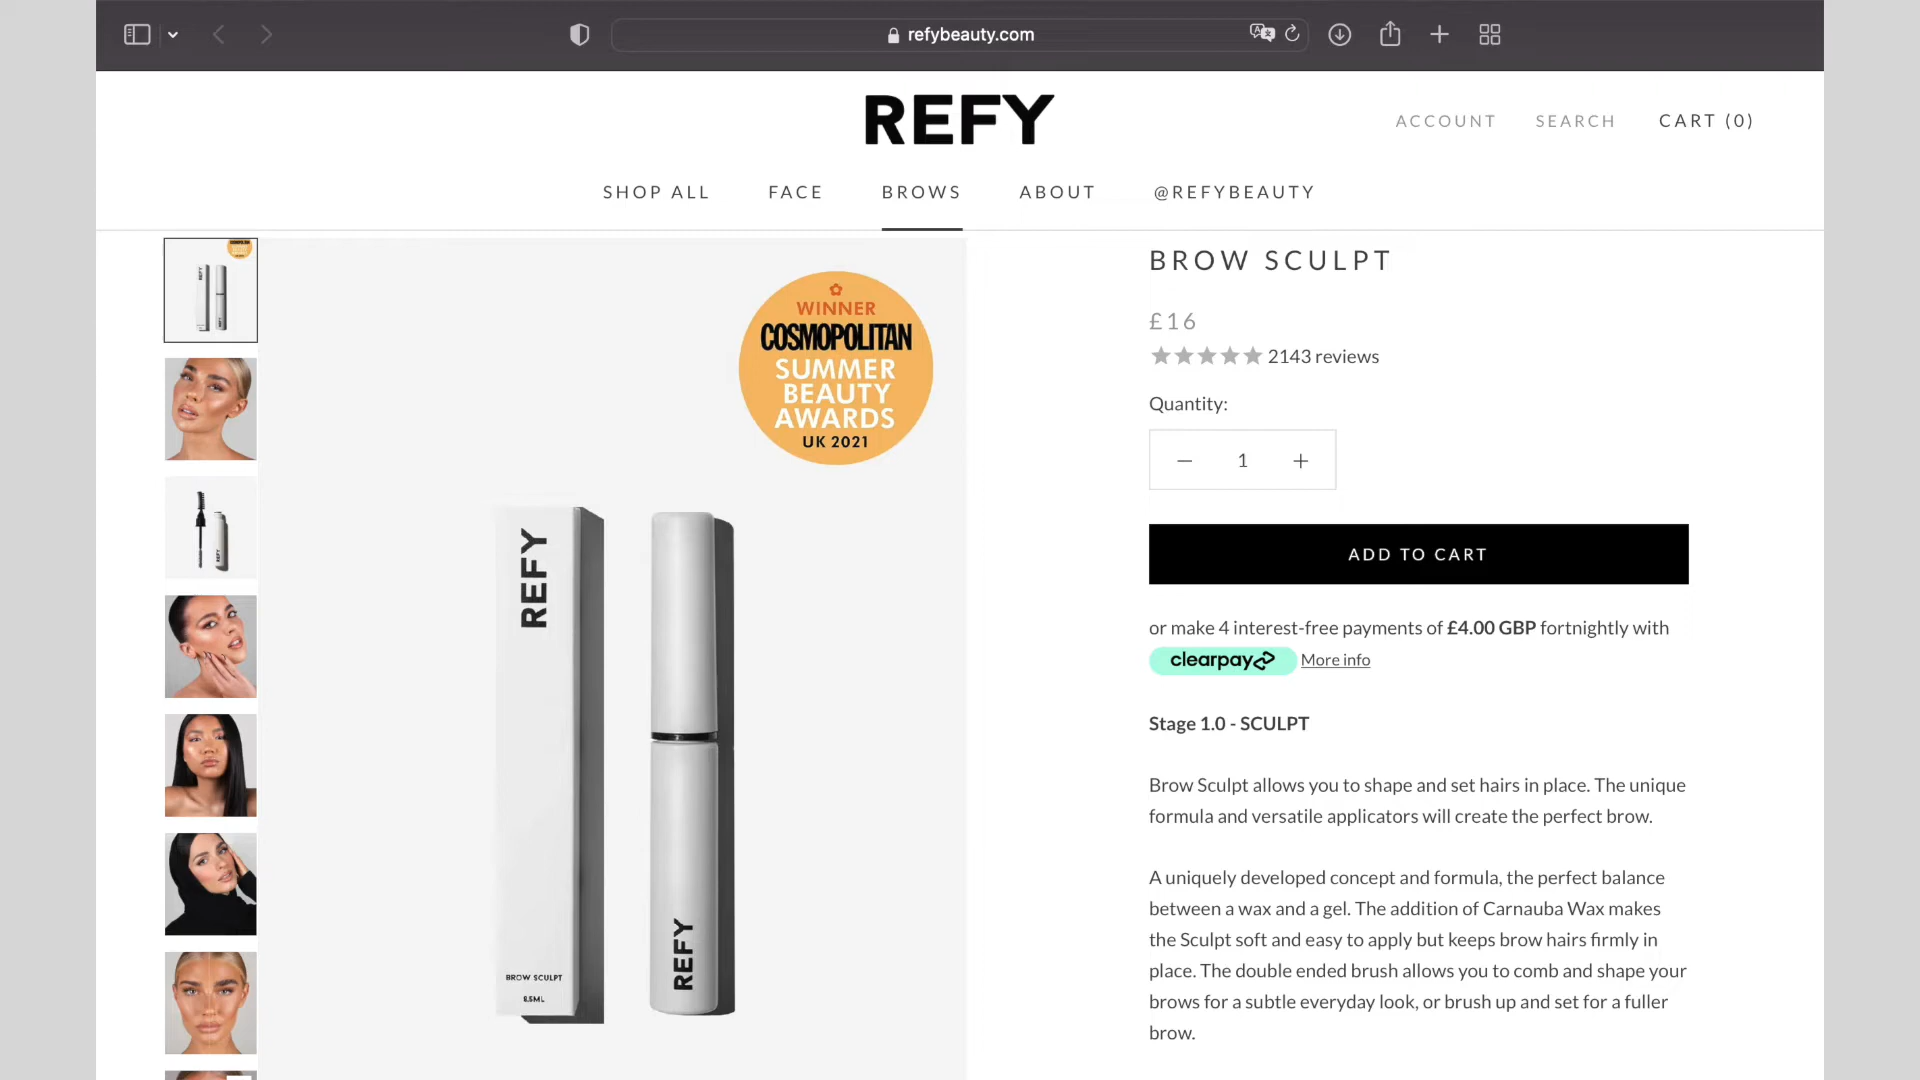 refybeauty.com
REFY
ACCOUNT
SEARCH
CART (0)
SHOP ALL
FACE
BROWS
ABOUT
@REFYBEAUTY
WINNER
COSMOPOLITAN
SUMMER
BEAUTY
AWARDS
UK 2021
REFY
BROW SCULPT
8.5ML
REFY
BROW SCULPT
£16
2143 reviews
Quantity:
1
ADD TO CART
or make 4 interest-free payments of £4.00 GBP fortnightly with
clearpay More info
Stage 1.0 - SCULPT
Brow Sculpt allows you to shape and set hairs in place. The unique
formula and versatile applicators will create the perfect brow.
A uniquely developed concept and formula, the perfect balance
between a wax and a gel. The addition of Carnauba Wax makes
the Sculpt soft and easy to apply but keeps brow hairs firmly in
place. The double ended brush allows you to comb and shape your
brows for a subtle everyday look, or brush up and set for a fuller
brow.